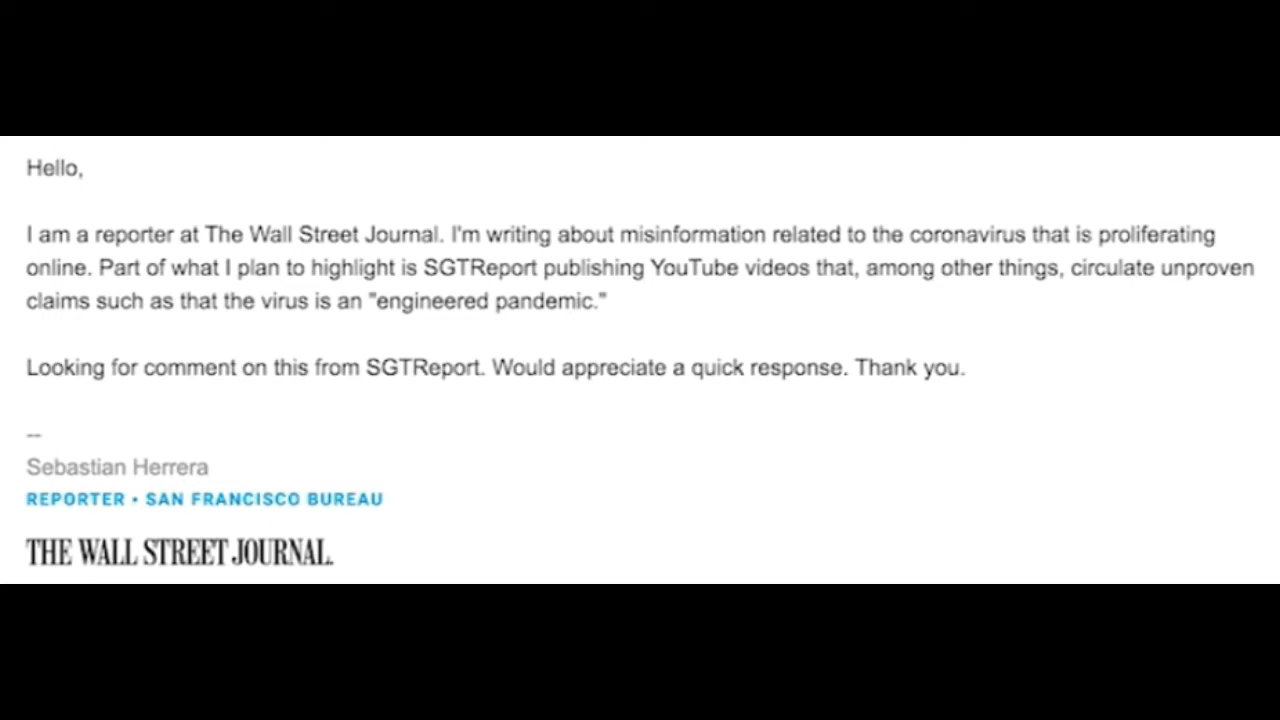 Hello,
I am a reporter at The Wall Street Journal. I'm writing about misinformation related to the coronavirus that is proliferating
online. Part of what I plan to highlight is SGTReport publishing YouTube videos that, among other things, circulate unproven
claims such as that the virus is an "engineered pandemic."
Looking for comment on this from SGTReport. Would appreciate a quick response. Thank you.
--
Sebastian Herrera
REPORTER • SAN FRANCISCO BUREAU
THE WALL STREET JOURNAL.